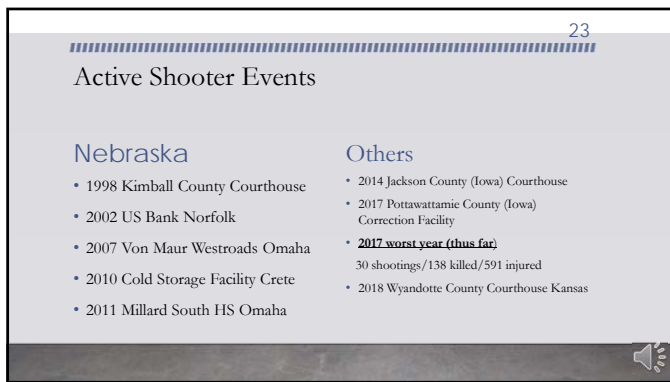 23
Active Shooter Events
Nebraska
• 1998 Kimball County Courthouse
• 2002 US Bank Norfolk
• 2007 Von Maur Westroads Omaha
• 2010 Cold Storage Facility Crete
• 2011 Millard South HS Omaha
Others
• 2014 Jackson County (Iowa) Courthouse
• 2017 Pottawattamie County (Iowa)
Correction Facility
• 2017 worst year (thus far)
30 shootings/138 killed/591 injured
• 2018 Wyandotte County Courthouse Kansas